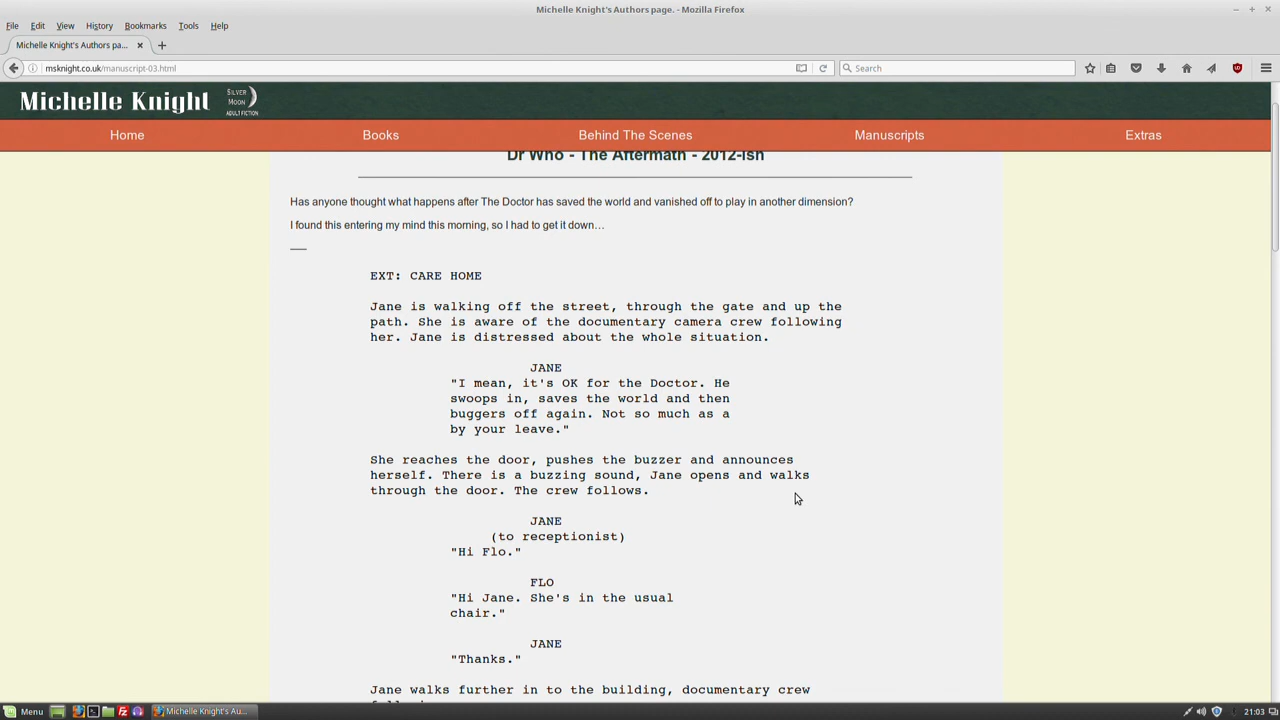 Michelle Knight's Authors page. - Mozilla Firefox
File Edit View History Bookmarks Tools Help
Michelle Knight's Authors pa...
msknight.co.uk/manuscript-03.html
Search
Michelle Knight
SILVER
MOON
ADULT FICTION
Home Books Behind The Scenes Manuscripts Extras
Dr Who - The Aftermath - 2012-ish
Has anyone thought what happens after The Doctor has saved the world and vanished off to play in another dimension?
I found this entering my mind this morning, so I had to get it down…
EXT: CARE HOME
Jane is walking off the street, through the gate and up the
path. She is aware of the documentary camera crew following
her. Jane is distressed about the whole situation.
JANE
"I mean, it's OK for the Doctor. He
swoops in, saves the world and then
buggers off again. Not so much as a
by your leave."
She reaches the door, pushes the buzzer and announces
herself. There is a buzzing sound, Jane opens and walks
through the door. The crew follows.
JANE
(to receptionist)
"Hi Flo."
FLO
"Hi Jane. She's in the usual
chair."
JANE
"Thanks."
Jane walks further in to the building, documentary crew
Menu
Michelle Knight's Au...
21:03